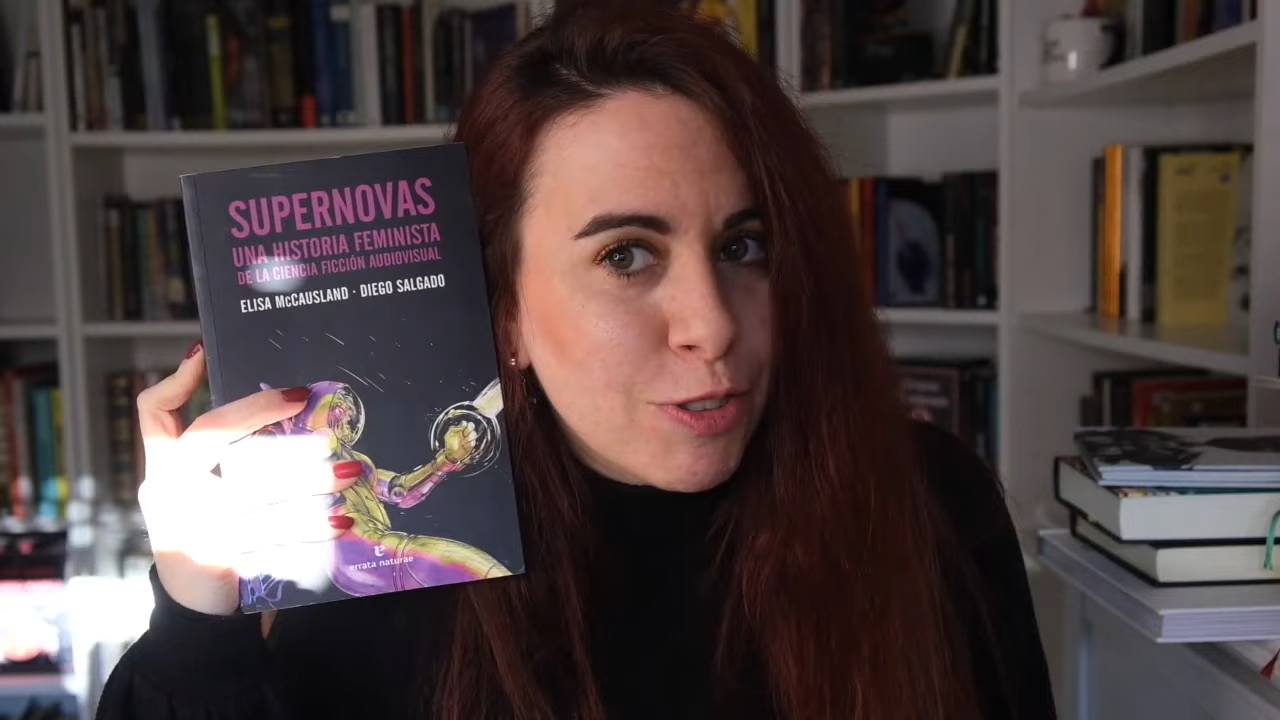 SUPERNOVAS
UNA HISTORIA FEMINISTA
DE LA CIENCIA FICCIÓN AUDIOVISUAL
ELISA McCAUSLAND · DIEGO SALGADO
errata naturae